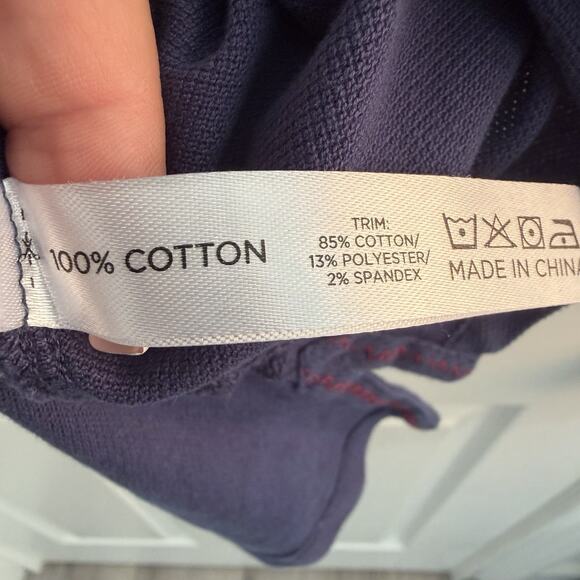 100% COTTON
TRIM:
85% COTTON/
13% POLYESTER/
2% SPANDEX
MADE IN CHINA